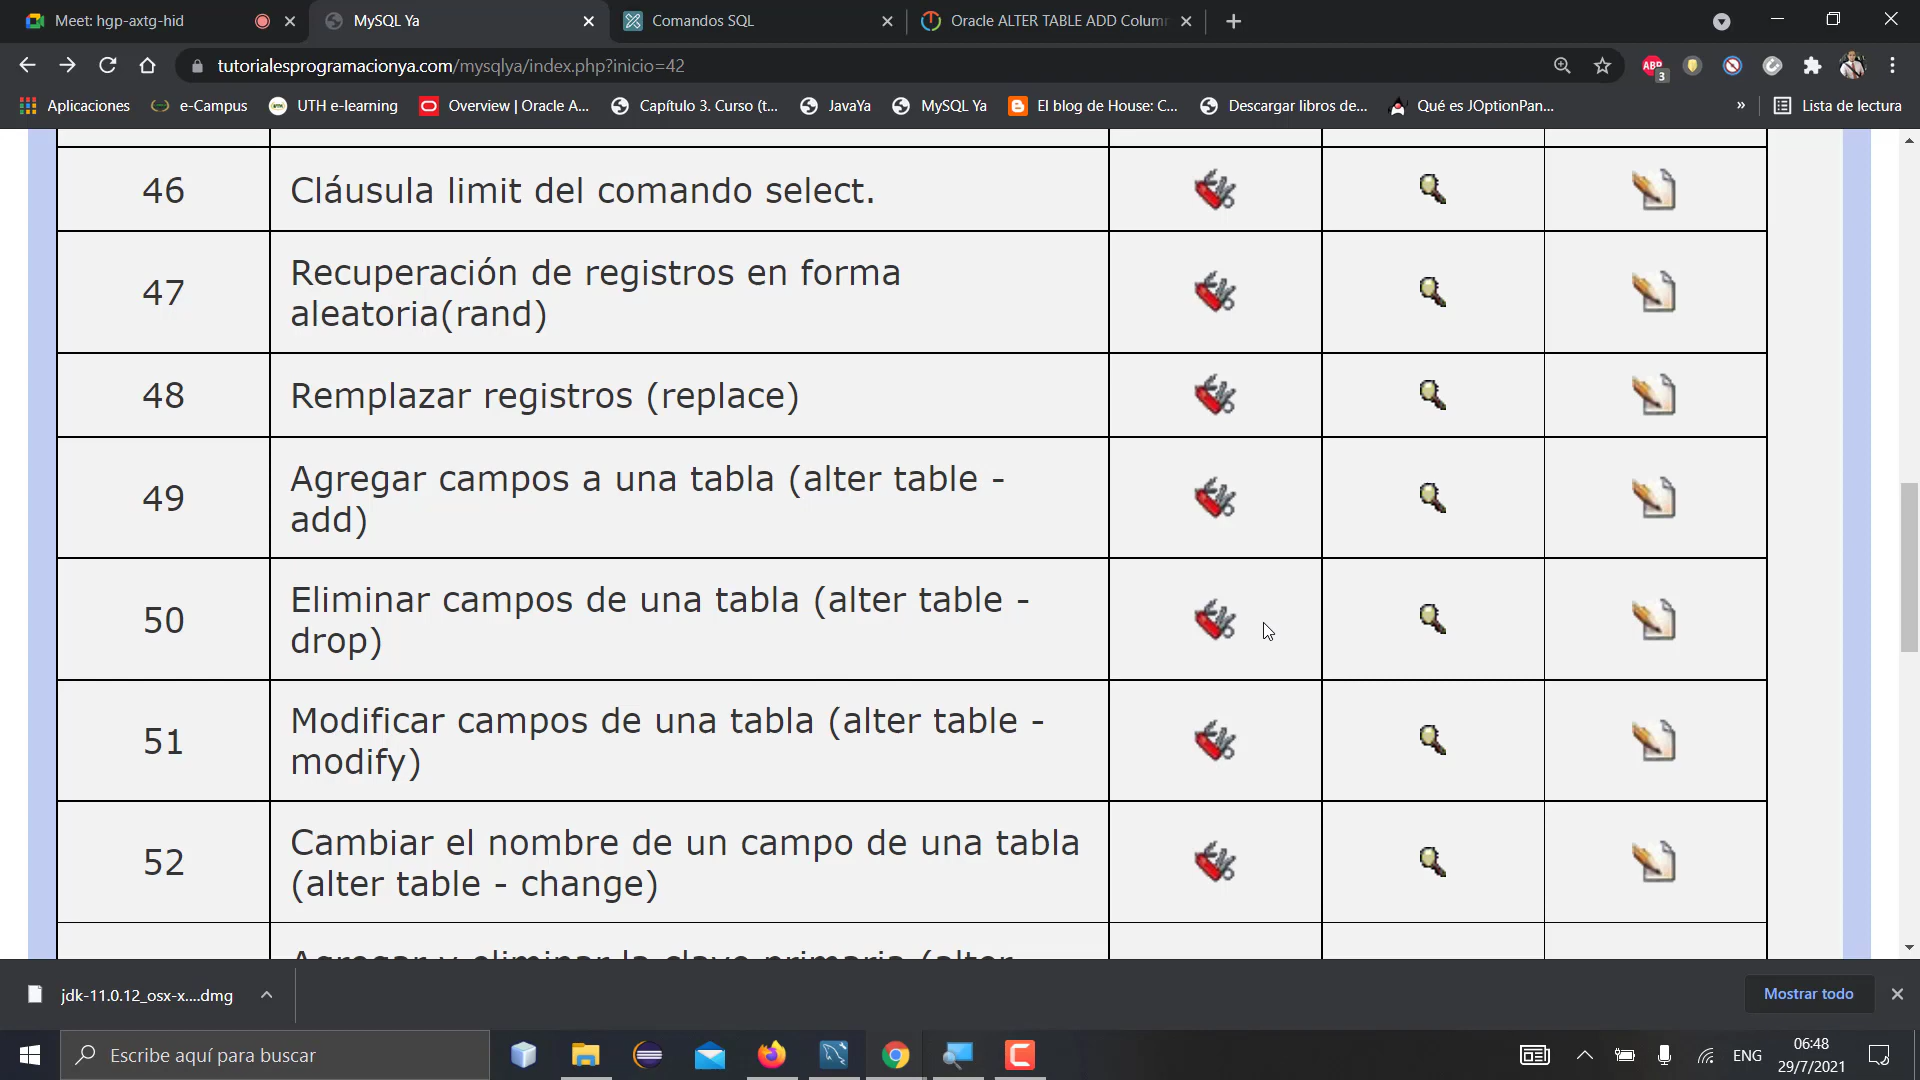 Meet: hgp-axtg-hid
MySQL Ya
Comandos SQL
Oracle ALTER TABLE ADD Column
tutorialesprogramacionya.com/mysqlya/index.php?inicio=42
ABP
3
Aplicaciones
e-Campus
UTH e-learning
Overview | Oracle A...
Capítulo 3. Curso (t...
JavaYa
MySQL Ya
El blog de House: C...
Descargar libros de...
Qué es JOptionPan...
»
Lista de lectura
46
Cláusula limit del comando select.
47
Recuperación de registros en forma
aleatoria(rand)
48
Remplazar registros (replace)
49
Agregar campos a una tabla (alter table -
add)
50
Eliminar campos de una tabla (alter table -
drop)
51
Modificar campos de una tabla (alter table -
modify)
52
Cambiar el nombre de un campo de una tabla
(alter table - change)
Agregar y eliminar la clave primaria (alter
jdk-11.0.12_osx-x....dmg
Mostrar todo
Escribe aquí para buscar
ENG
06:48
29/7/2021